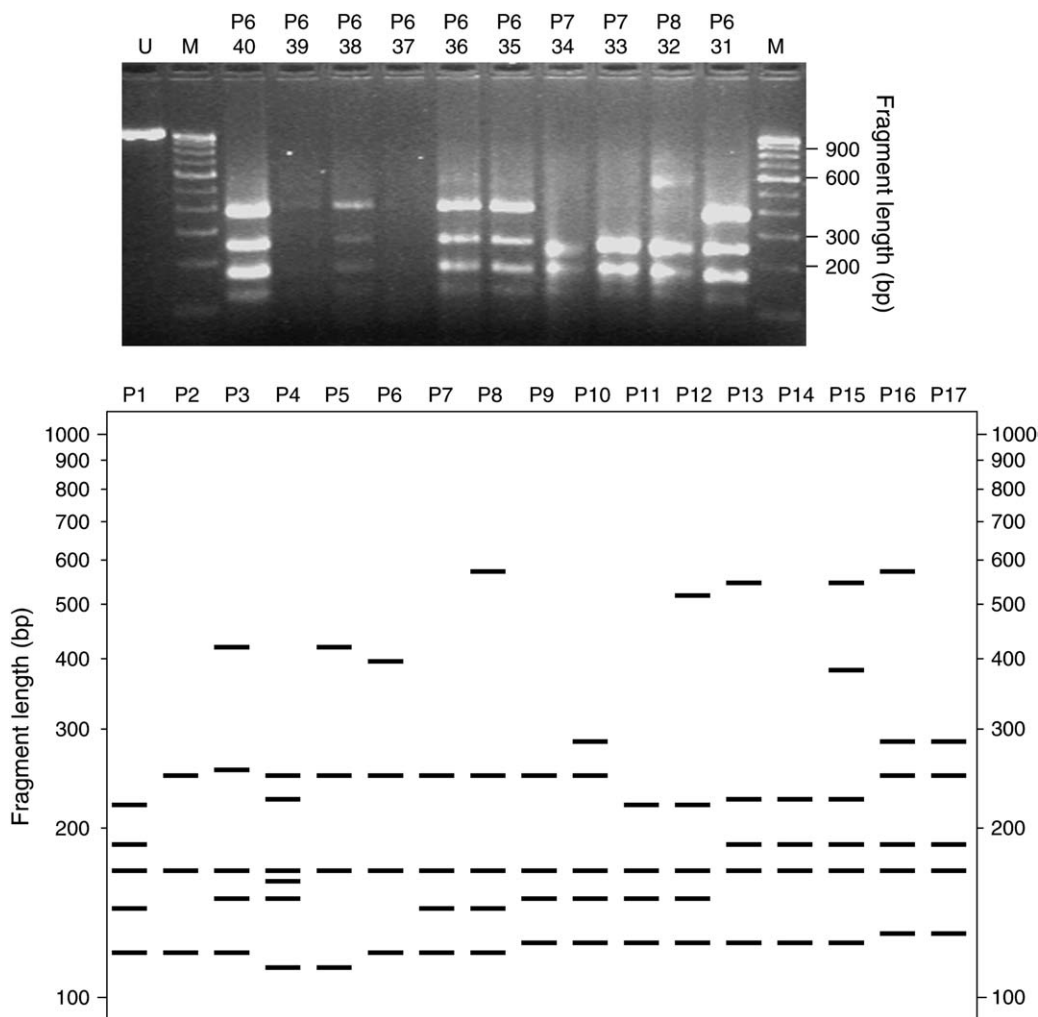 P6 P6 P6 P6 P6 P6 P7 P7 P8 P6
U M 40 39 38 37 36 35 34 33 32 31 M
900
600
300
200
Fragment length (bp)
P1 P2 P3 P4 P5 P6 P7 P8 P9 P10 P11 P12 P13 P14 P15 P16 P17
1000 1000
900 900
800 800
700 700
600 600
500 500
400 400
300 300
200 200
100 100
Fragment length (bp)